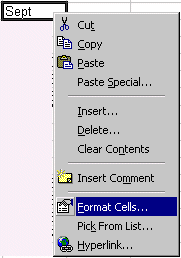 Sept
Cut
Copy
Paste
Paste Special...
Insert...
Delete...
Clear Contents
Insert Comment
Format Cells...
Pick From List...
Hyperlink...